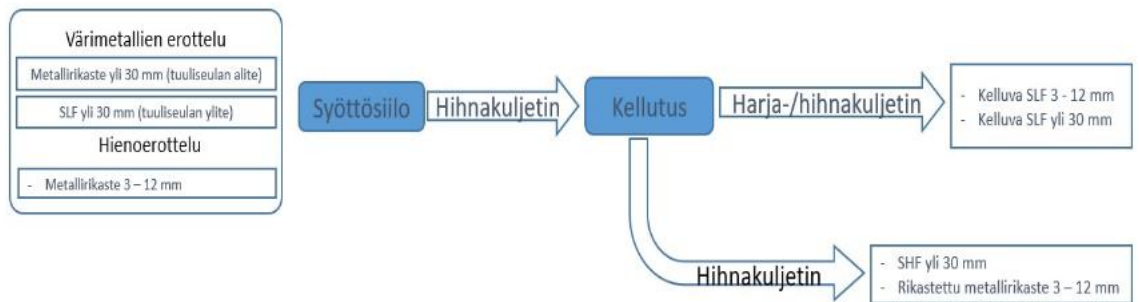 Värimetallien erottelu
Metallirikaste yli 30 mm (tuuliseulan alite)
SLF yli 30 mm (tuuliseulan ylite)
Hienoerottelu
- Metallirikaste 3 – 12 mm
Syöttösiilo
Hihnakuljetin
Kellutus
Harja-/hihnakuljetin
- Kelluva SLF 3 - 12 mm
- Kelluva SLF yli 30 mm
Hihnakuljetin
- SHF yli 30 mm
- Rikastettu metallirikaste 3 – 12 mm